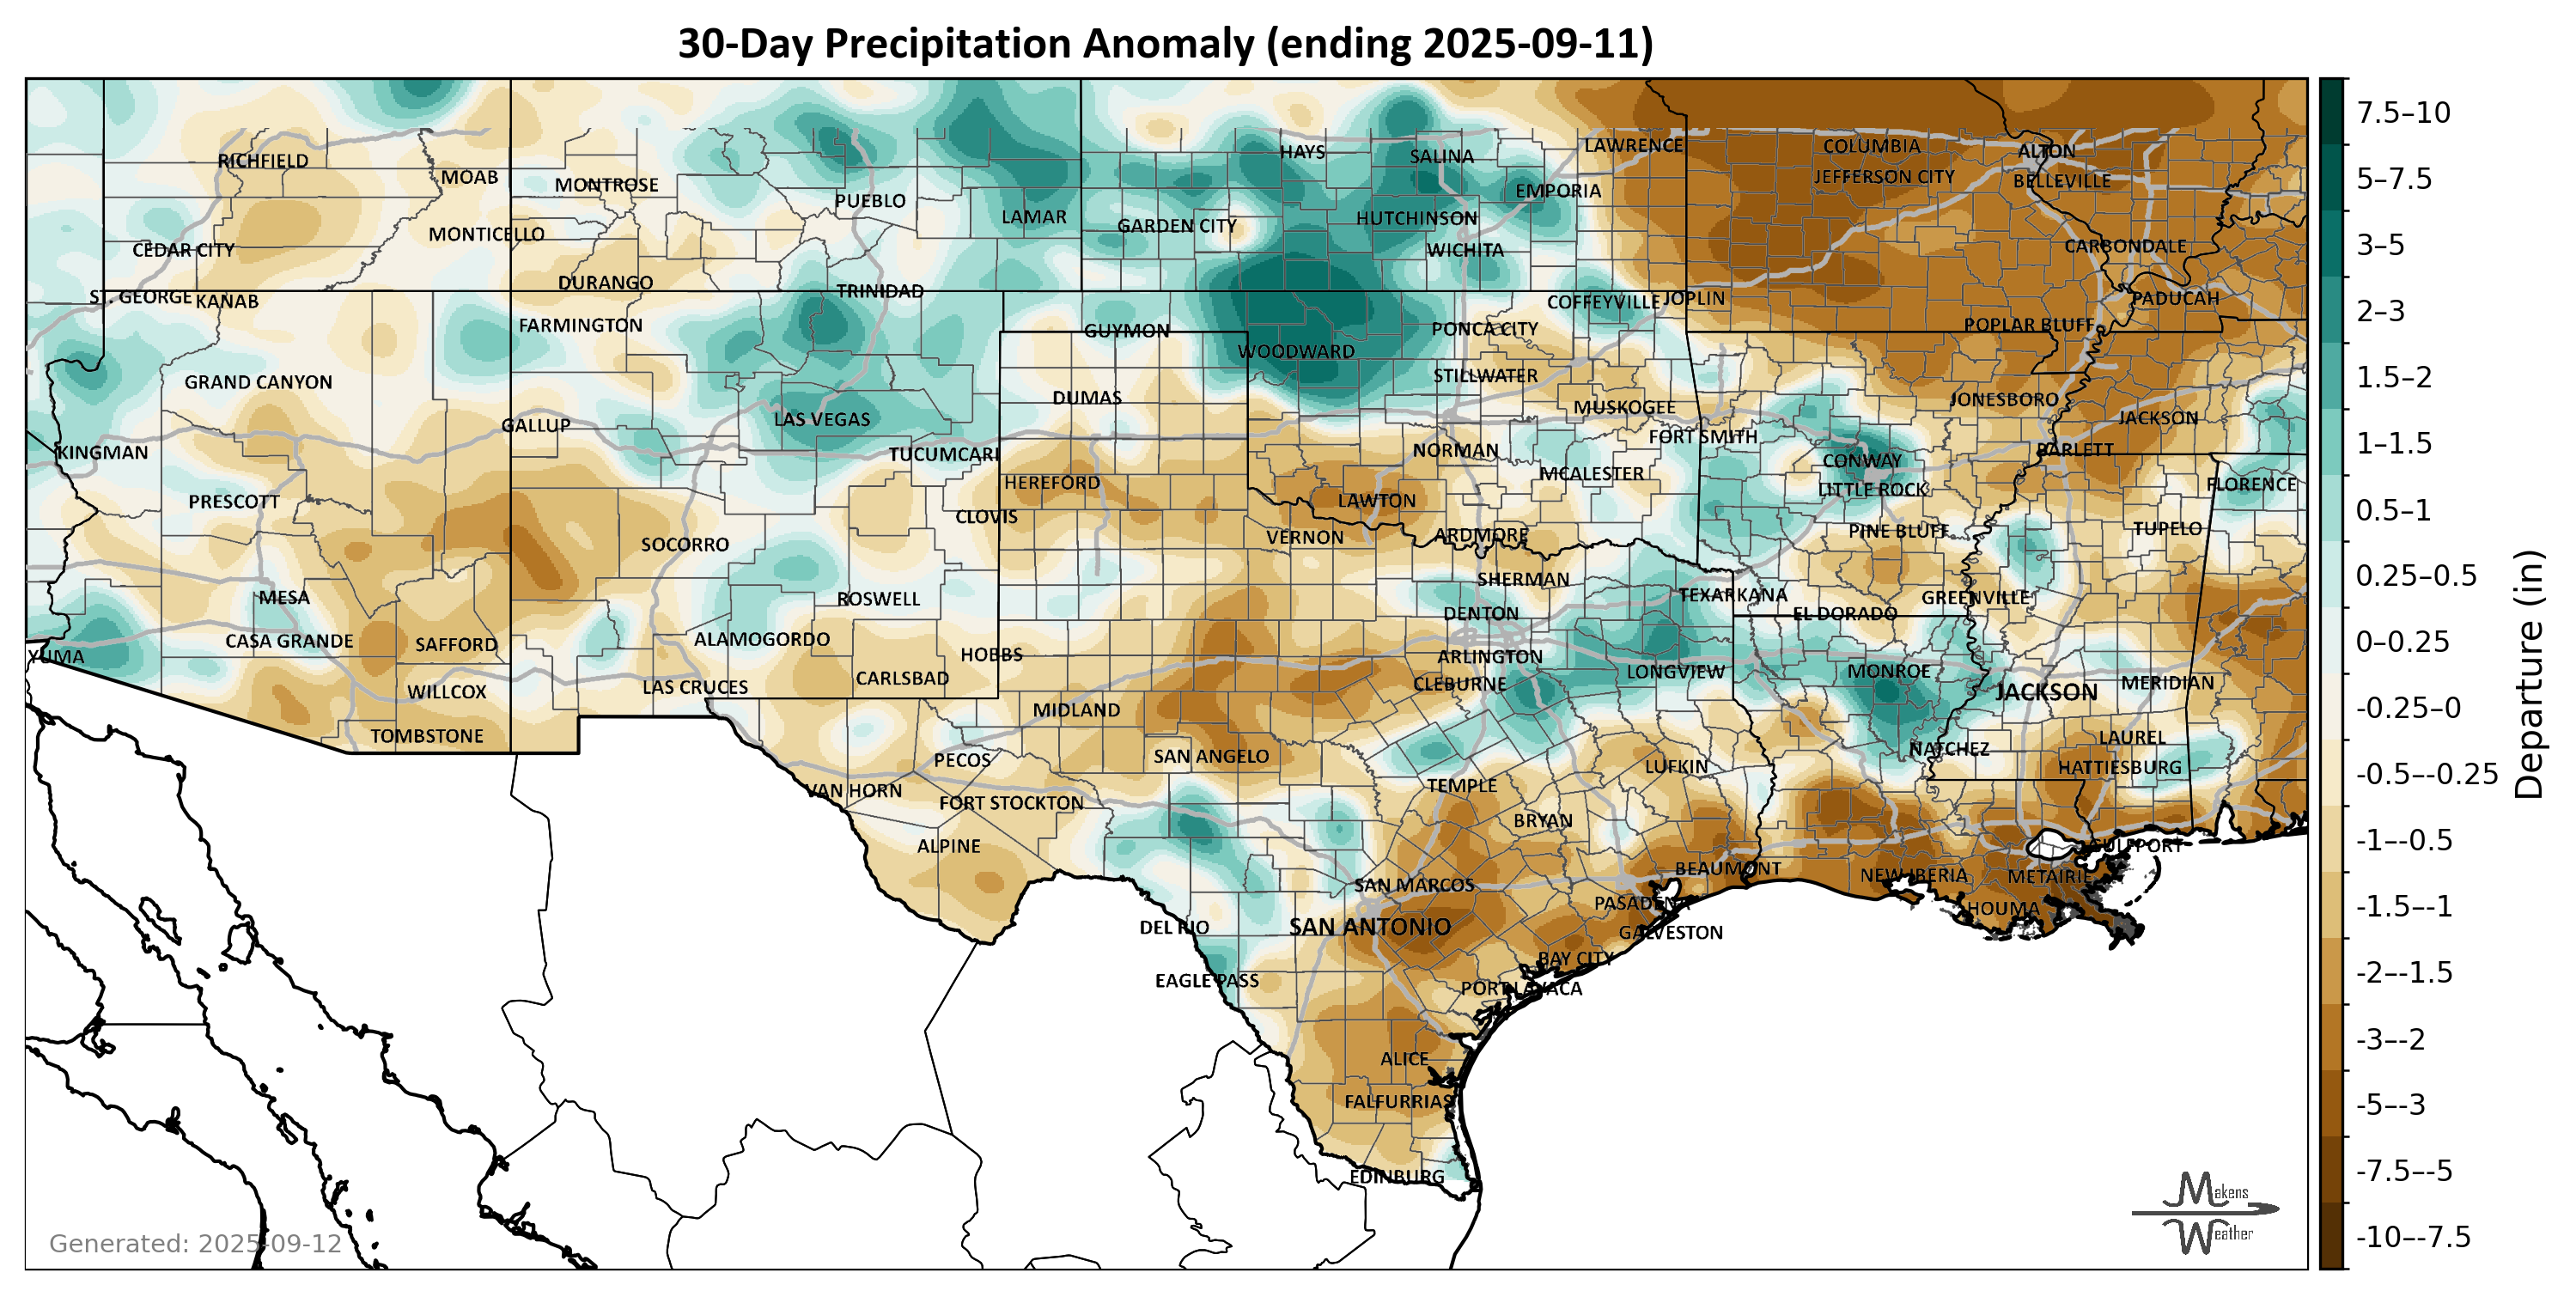 30-Day Precipitation Anomaly (ending 2025-09-11)
RICHFIELD
MOAB
MONTROSE
PUEBLO
LAMAR
HAYS
SALINA
EMPORIA
LAWRENCE
COLUMBIA
JEFFERSON CITY
ALTON
BELLEVILLE
CEDAR CITY
MONTICELLO
DURANGO
GARDEN CITY
HUTCHINSON
WICHITA
CARBONDALE
ST. GEORGE
KANAB
FARMINGTON
TRINIDAD
GUYMON
WOODWARD
PONCA CITY
COFFEYVILLE
JOPLIN
POPLAR BLUFF
PADUCAH
GRAND CANYON
GALLUP
LAS VEGAS
DUMAS
STILLWATER
MUSKOGEE
JONESBORO
JACKSON
KINGMAN
TUCUMCARI
NORMAN
FORT SMITH
CONWAY
BARLETT
PRESCOTT
HEREFORD
LAWTON
MCALESTER
LITTLE ROCK
FLORENCE
SOCORRO
CLOVIS
VERNON
ARDMORE
PINE BLUFF
TUPELO
MESA
ROSWELL
SHERMAN
DENTON
TEXARKANA
EL DORADO
GREENVILLE
YUMA
CASA GRANDE
SAFFORD
ALAMOGORDO
HOBBS
ARLINGTON
LONGVIEW
MONROE
WILLCOX
LAS CRUCES
CARLSBAD
CLEBURNE
JACKSON
MERIDIAN
TOMBSTONE
MIDLAND
SAN ANGELO
NATCHEZ
LAUREL
PECOS
TEMPLE
LUFKIN
HATTIESBURG
VAN HORN
FORT STOCKTON
BRYAN
ALPINE
SAN MARCOS
BEAUMONT
NEW IBERIA
METAIRIE
GULFPORT
DEL RIO
SAN ANTONIO
PASADENA
GALVESTON
HOUMA
EAGLE PASS
BAY CITY
PORT LAVACA
ALICE
FALFURRIAS
EDINBURG
Generated: 2025-09-12
Makens
Weather
7.5–10
5–7.5
3–5
2–3
1.5–2
1–1.5
0.5–1
0.25–0.5
0–0.25
-0.25–0
-0.5–-0.25
-1–-0.5
-1.5–-1
-2–-1.5
-3–-2
-5–-3
-7.5–-5
-10–-7.5
Departure (in)